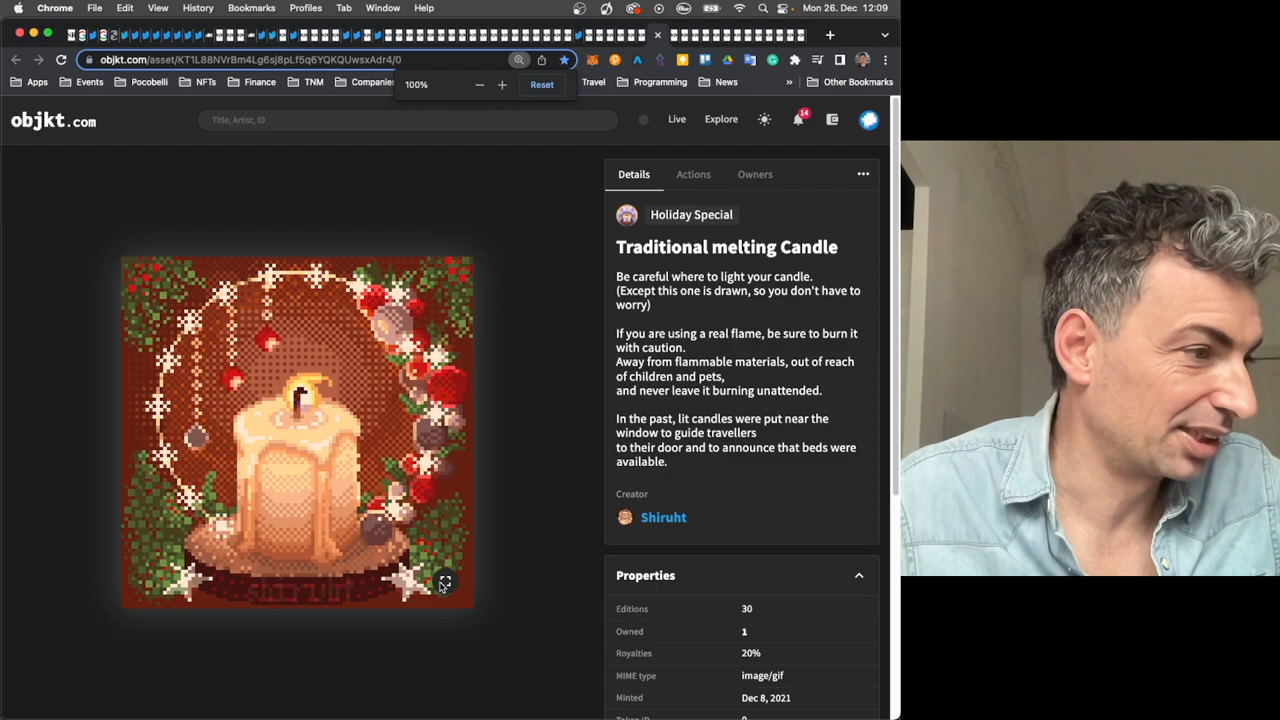 Chrome File Edit View History Bookmarks Profiles Tab Window Help Mon 26. Dec 12:09
objkt.com/asset/KT1L88NVrBm4Lg6sj8pLf5q6YQKQUwsxAdr4/0
Apps Events Pocobelli NFTs Finance TNM Companies Travel Programming News » Other Bookmarks
100% − + Reset
objkt.com Title, Artist, ID Live Explore 14
Details Actions Owners
Holiday Special
Traditional melting Candle
Be careful where to light your candle.
(Except this one is drawn, so you don't have to
worry)
If you are using a real flame, be sure to burn it
with caution.
Away from flammable materials, out of reach
of children and pets,
and never leave it burning unattended.
In the past, lit candles were put near the
window to guide travellers
to their door and to announce that beds were
available.
Creator
Shiruht
Properties
Editions 30
Owned 1
Royalties 20%
MIME type image/gif
Minted Dec 8, 2021